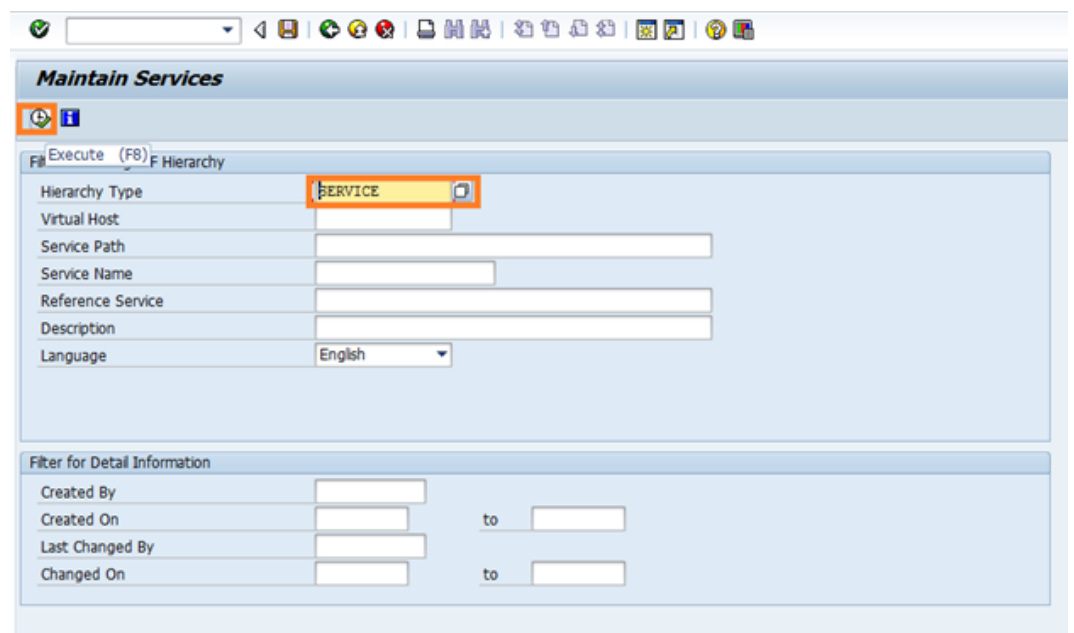 Maintain Services
Execute (F8)
Fil F Hierarchy
Hierarchy Type SERVICE
Virtual Host
Service Path
Service Name
Reference Service
Description
Language English
Filter for Detail Information
Created By
Created On to
Last Changed By
Changed On to